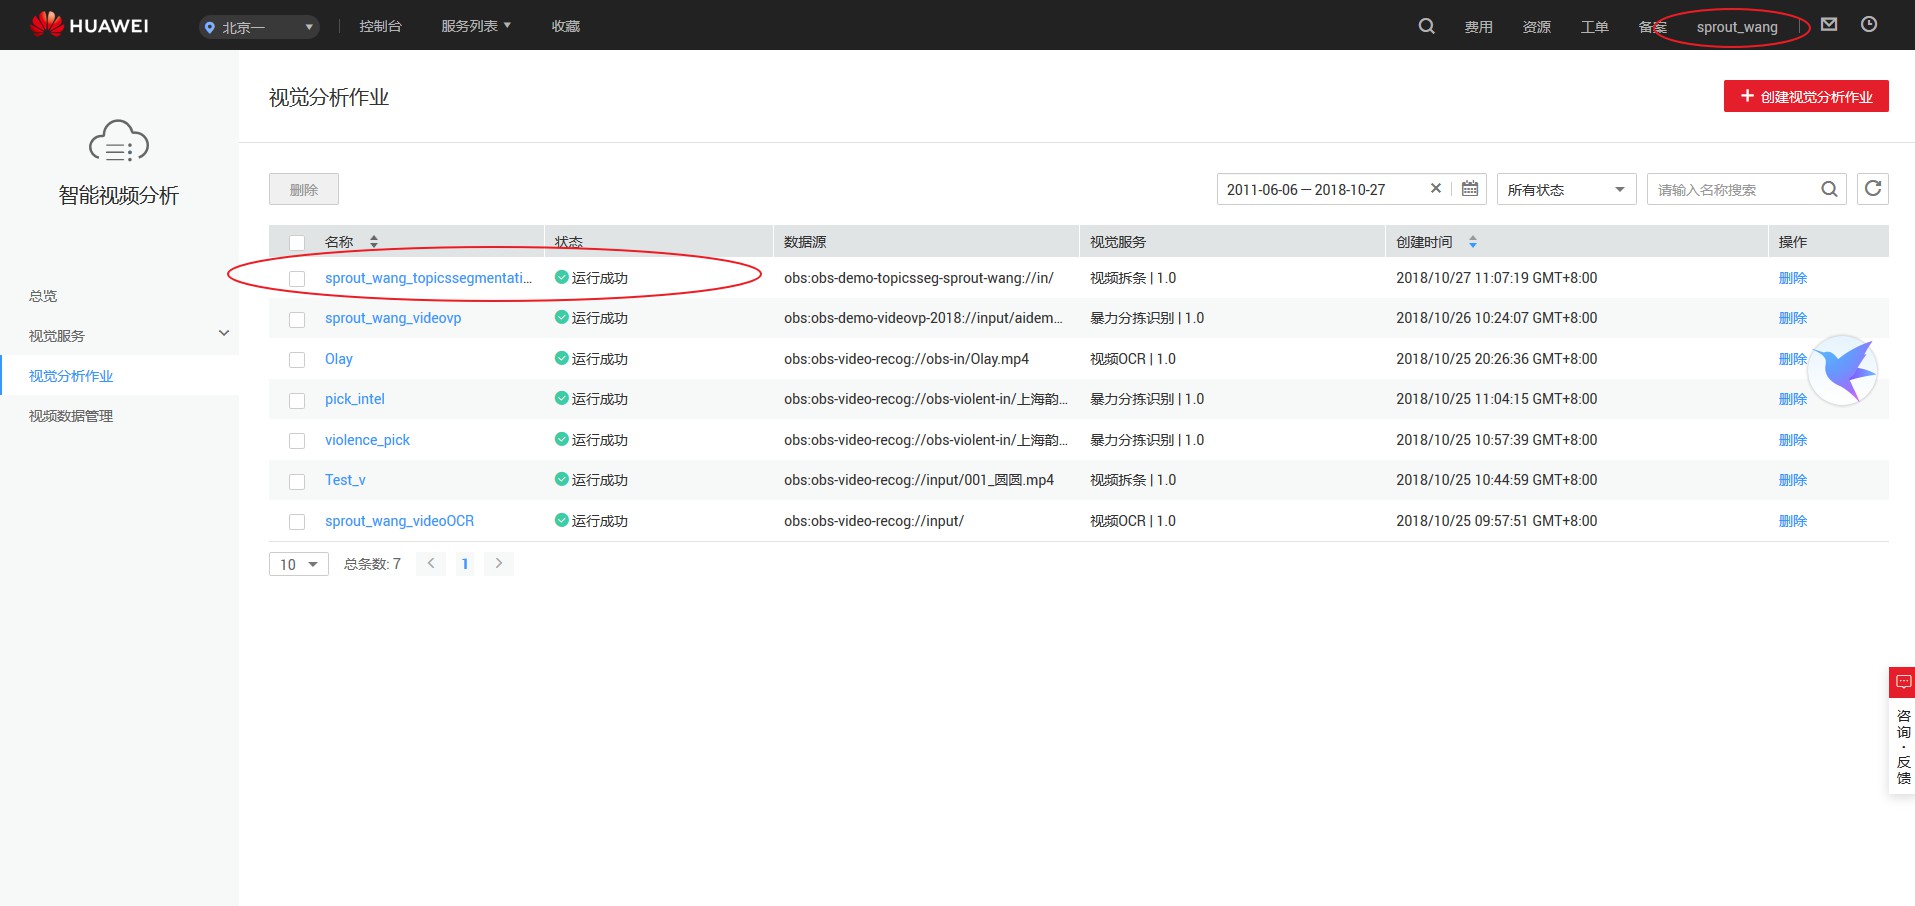 HUAWEI 北京一 控制台 服务列表 收藏 费用 资源 工单 备案 sprout_wang
视觉分析作业
+ 创建视觉分析作业
智能视频分析
总览
视觉服务
视觉分析作业
视频数据管理
删除 2011-06-06 – 2018-10-27 所有状态 请输入名称搜索
名称 状态 数据源 视觉服务 创建时间 操作
sprout_wang_topicssegmentati... 运行成功 obs:obs-demo-topicsseg-sprout-wang://in/ 视频拆条 | 1.0 2018/10/27 11:07:19 GMT+8:00 删除
sprout_wang_videovp 运行成功 obs:obs-demo-videovp-2018://input/aidem... 暴力分拣识别 | 1.0 2018/10/26 10:24:07 GMT+8:00 删除
Olay 运行成功 obs:obs-video-recog://obs-in/Olay.mp4 视频OCR | 1.0 2018/10/25 20:26:36 GMT+8:00 删除
pick_intel 运行成功 obs:obs-video-recog://obs-violent-in/上海韵... 暴力分拣识别 | 1.0 2018/10/25 11:04:15 GMT+8:00 删除
violence_pick 运行成功 obs:obs-video-recog://obs-violent-in/上海韵... 暴力分拣识别 | 1.0 2018/10/25 10:57:39 GMT+8:00 删除
Test_v 运行成功 obs:obs-video-recog://input/001_圆圆.mp4 视频拆条 | 1.0 2018/10/25 10:44:59 GMT+8:00 删除
sprout_wang_videoOCR 运行成功 obs:obs-video-recog://input/ 视频OCR | 1.0 2018/10/25 09:57:51 GMT+8:00 删除
10 总条数: 7 < 1 >
咨询·反馈